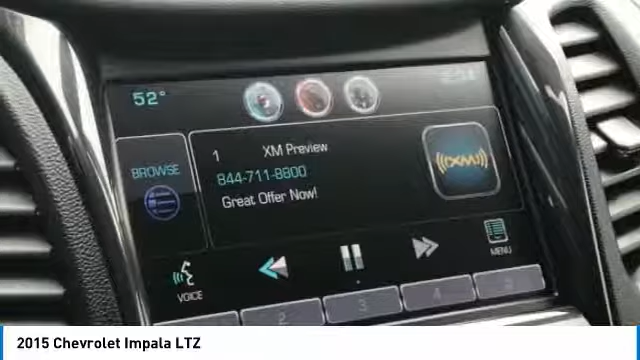 52°
1 XM Preview
BROWSE
844-711-8800
Great Offer Now!
((XM))
VOICE
MENU
2 3 4
2015 Chevrolet Impala LTZ